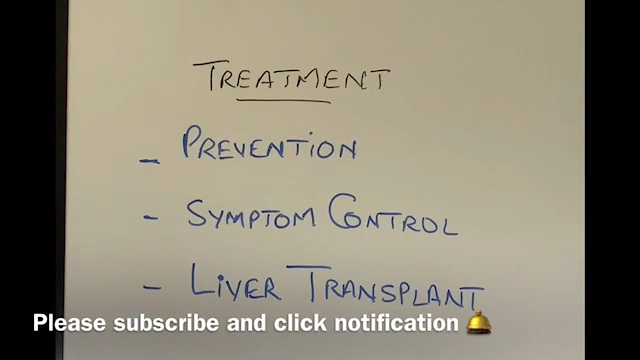 TREATMENT
- PREVENTION
- SYMPTOM CONTROL
- LIVER TRANSPLANT
Please subscribe and click notification 🔔